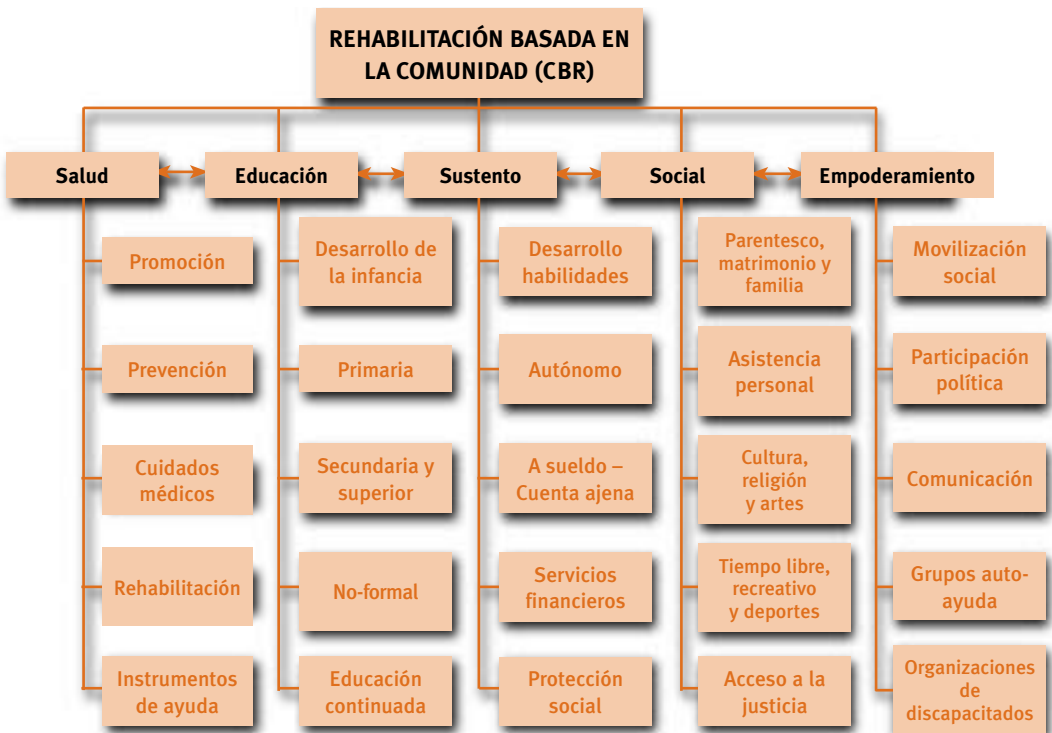 REHABILITACIÓN BASADA EN
LA COMUNIDAD (CBR)
Salud
Educación
Sustento
Social
Empoderamiento
Promoción
Prevención
Cuidados
médicos
Rehabilitación
Instrumentos
de ayuda
Desarrollo de
la infancia
Primaria
Secundaria y
superior
No-formal
Educación
continuada
Desarrollo
habilidades
Autónomo
A sueldo –
Cuenta ajena
Servicios
financieros
Protección
social
Parentesco,
matrimonio y
familia
Asistencia
personal
Cultura,
religión
y artes
Tiempo libre,
recreativo
y deportes
Acceso a la
justicia
Movilización
social
Participación
política
Comunicación
Grupos auto-
ayuda
Organizaciones
de
discapacitados